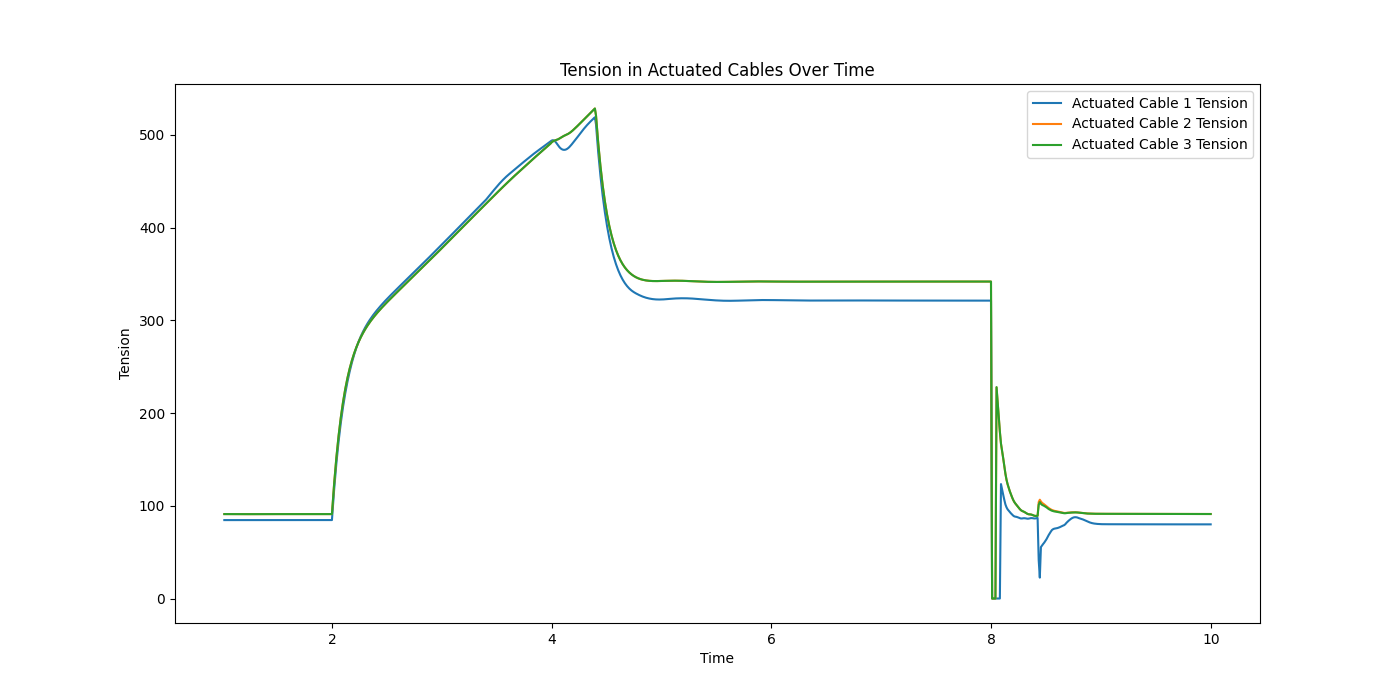 Tension in Actuated Cables Over Time
Actuated Cable 1 Tension
Actuated Cable 2 Tension
Actuated Cable 3 Tension
Tension
500
400
300
200
100
0
2 4 6 8 10
Time